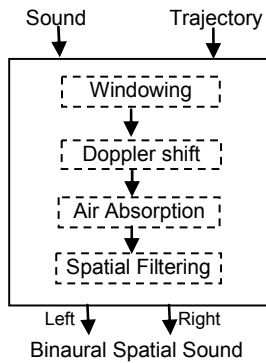 Sound Trajectory
Windowing
Doppler shift
Air Absorption
Spatial Filtering
Left Right
Binaural Spatial Sound